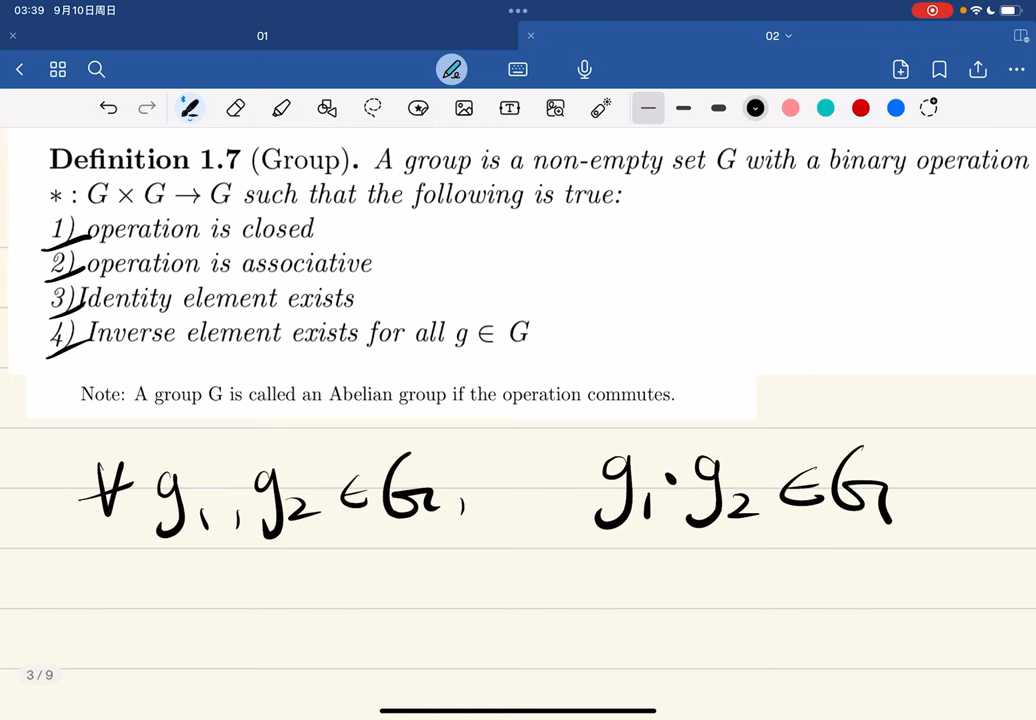 03:39 9月10日周日
01
02
Definition 1.7 (Group). A group is a non-empty set G with a binary operation
∗ : G × G → G such that the following is true:
1) operation is closed
2) operation is associative
3)Identity element exists
4) Inverse element exists for all g ∈ G
Note: A group G is called an Abelian group if the operation commutes.
∀ g₁, g₂ ∈ G, g₁ · g₂ ∈ G
3 / 9